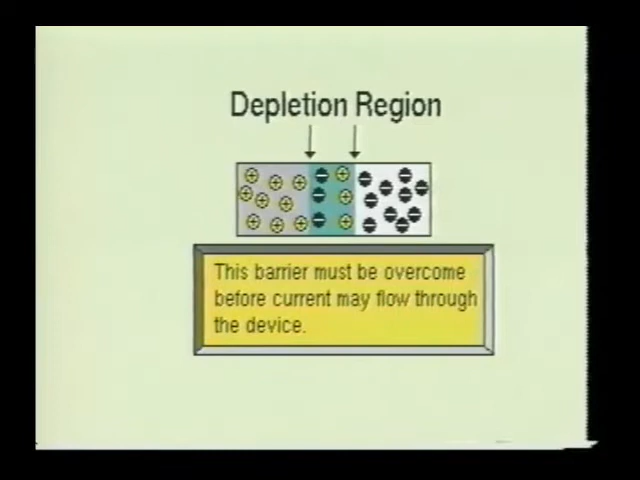 Depletion Region
This barrier must be overcome
before current may flow through
the device.